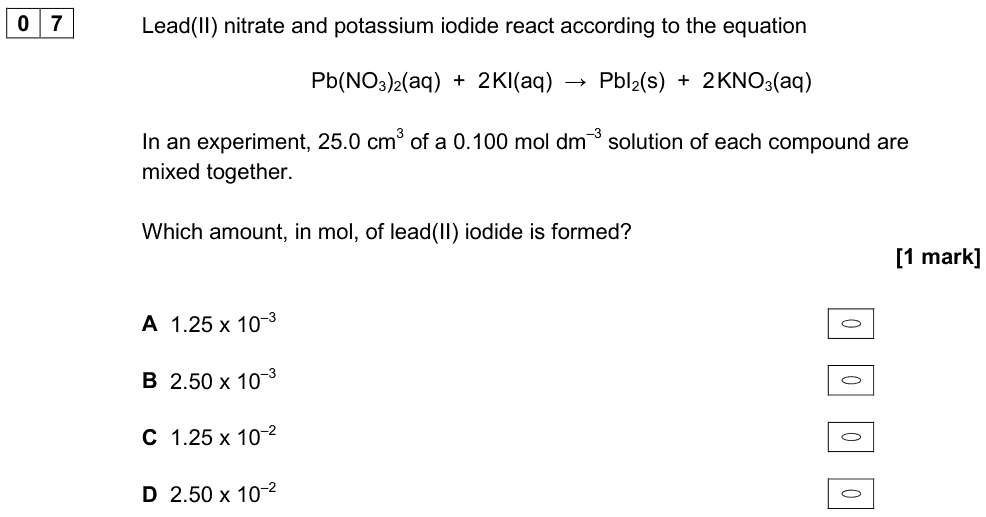 0 7 Lead(II) nitrate and potassium iodide react according to the equation
Pb(NO₃)₂(aq) + 2KI(aq) → PbI₂(s) + 2KNO₃(aq)
In an experiment, 25.0 cm³ of a 0.100 mol dm⁻³ solution of each compound are
mixed together.
Which amount, in mol, of lead(II) iodide is formed?
[1 mark]
A 1.25 x 10⁻³
B 2.50 x 10⁻³
C 1.25 x 10⁻²
D 2.50 x 10⁻²